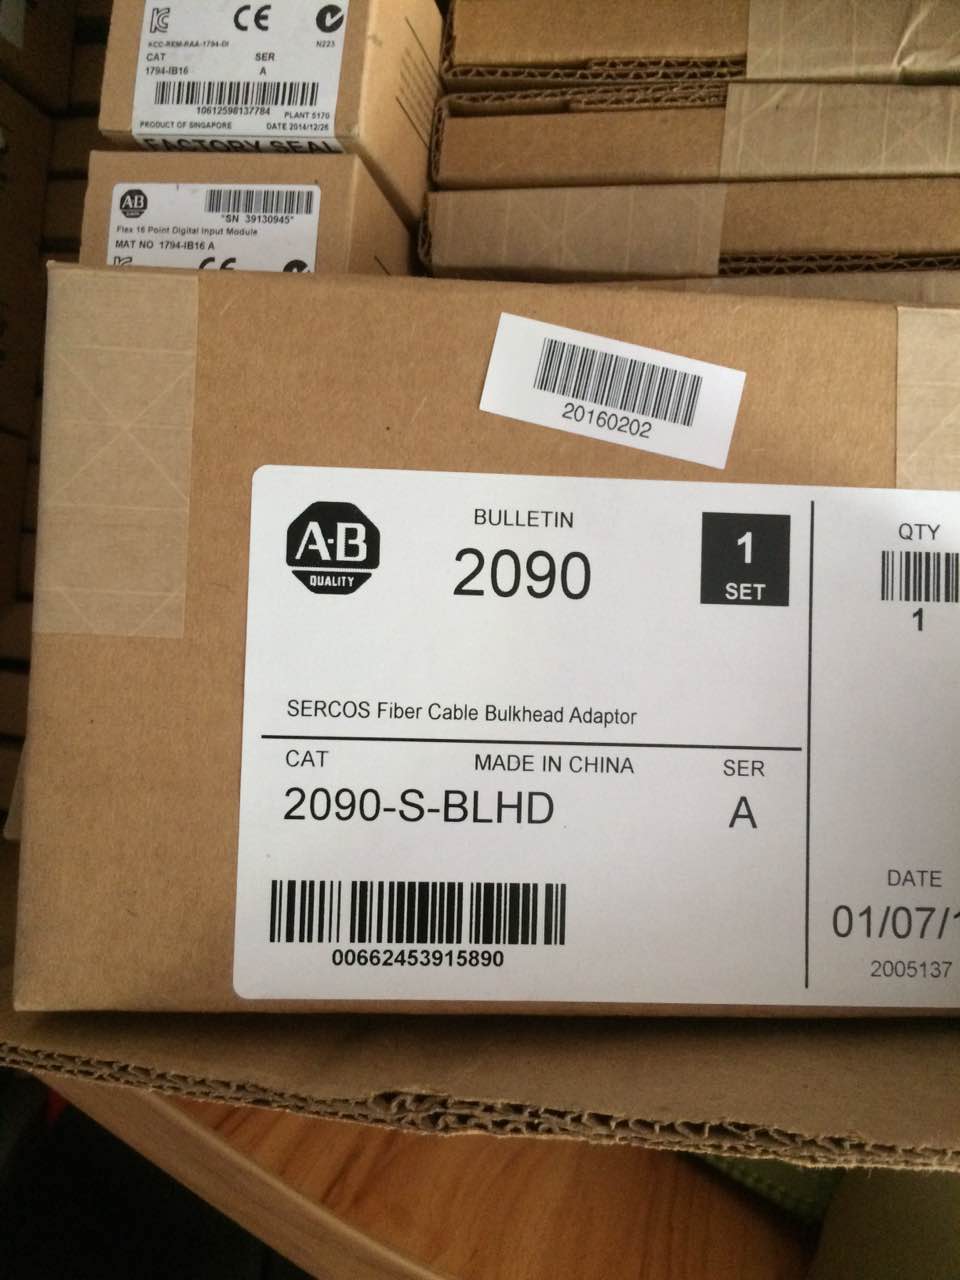 KCC-REM-RAA-1794-DI
N223
CAT SER
1794-IB16 A
10612598137784
PLANT 5170
PRODUCT OF SINGAPORE DATE 2014/12/26
FACTORY SEAL
AB
"SN 39130945"
Flex 16 Point Digital Input Module
MAT NO 1794-IB16 A
CE
20160202
A-B
QUALITY
BULLETIN
2090
1
SET
QTY
1
SERCOS Fiber Cable Bulkhead Adaptor
CAT MADE IN CHINA SER
2090-S-BLHD A
00662453915890
DATE
01/07/1
2005137